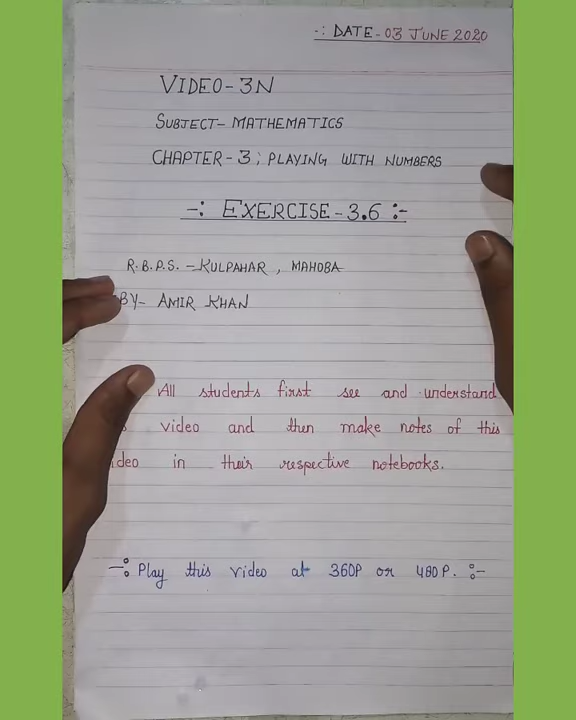 -: DATE-03 JUNE 2020
VIDEO-3N
SUBJECT- MATHEMATICS
CHAPTER-3; PLAYING WITH NUMBERS
-: EXERCISE-3.6 :-
R.B.P.S. - KULPAHAR, MAHOBA
BY- AMIR KHAN
All students first see and understand
video and then make notes of this
ideo in their respective notebooks.
-: Play this video at 360P or 480P. :-